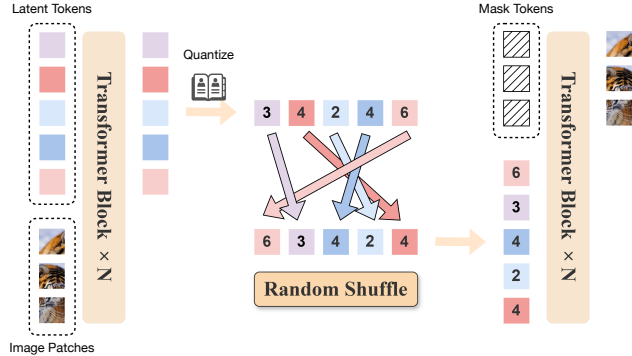 Latent Tokens
Transformer Block × N
Image Patches
Quantize
3 4 2 4 6
6 3 4 2 4
Random Shuffle
Mask Tokens
6
3
4
2
4
Transformer Block × N